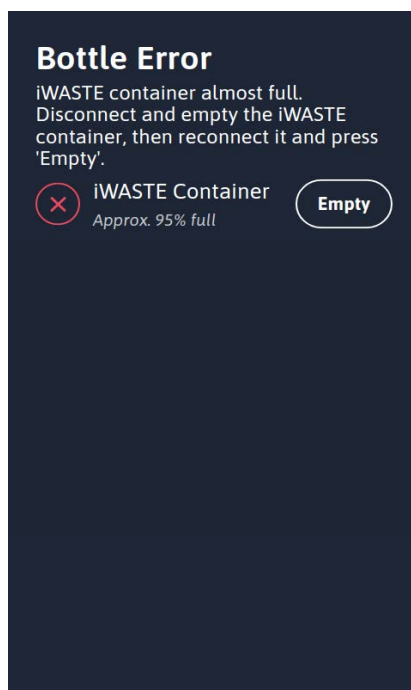 Bottle Error
iWASTE container almost full.
Disconnect and empty the iWASTE
container, then reconnect it and press
'Empty'.
iWASTE Container
Approx. 95% full
Empty